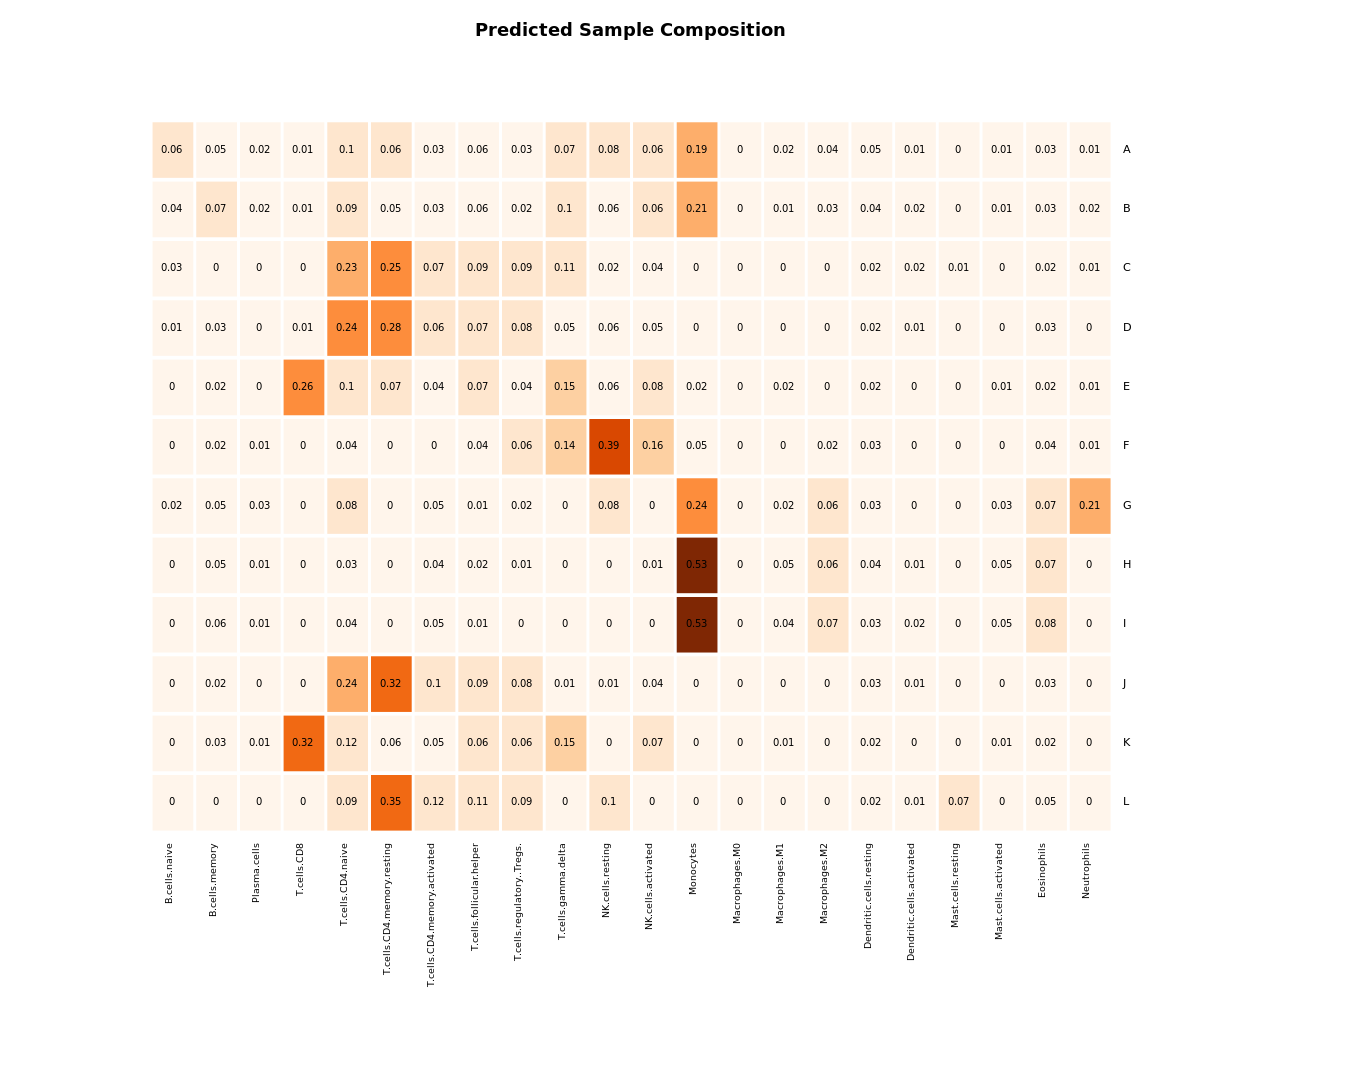 Predicted Sample Composition
0.06 0.05 0.02 0.01 0.1 0.06 0.03 0.06 0.03 0.07 0.08 0.06 0.19 0 0.02 0.04 0.05 0.01 0 0.01 0.03 0.01 A
0.04 0.07 0.02 0.01 0.09 0.05 0.03 0.06 0.02 0.1 0.06 0.06 0.21 0 0.01 0.03 0.04 0.02 0 0.01 0.03 0.02 B
0.03 0 0 0 0.23 0.25 0.07 0.09 0.09 0.11 0.02 0.04 0 0 0 0 0.02 0.02 0.01 0 0.02 0.01 C
0.01 0.03 0 0.01 0.24 0.28 0.06 0.07 0.08 0.05 0.06 0.05 0 0 0 0 0.02 0.01 0 0 0.03 0 D
0 0.02 0 0.26 0.1 0.07 0.04 0.07 0.04 0.15 0.06 0.08 0.02 0 0.02 0 0.02 0 0 0.01 0.02 0.01 E
0 0.02 0.01 0 0.04 0 0 0.04 0.06 0.14 0.39 0.16 0.05 0 0 0.02 0.03 0 0 0 0.04 0.01 F
0.02 0.05 0.03 0 0.08 0 0.05 0.01 0.02 0 0.08 0 0.24 0 0.02 0.06 0.03 0 0 0.03 0.07 0.21 G
0 0.05 0.01 0 0.03 0 0.04 0.02 0.01 0 0 0.01 0.53 0 0.05 0.06 0.04 0.01 0 0.05 0.07 0 H
0 0.06 0.01 0 0.04 0 0.05 0.01 0 0 0 0 0.53 0 0.04 0.07 0.03 0.02 0 0.05 0.08 0 I
0 0.02 0 0 0.24 0.32 0.1 0.09 0.08 0.01 0.01 0.04 0 0 0 0 0.03 0.01 0 0 0.03 0 J
0 0.03 0.01 0.32 0.12 0.06 0.05 0.06 0.06 0.15 0 0.07 0 0 0.01 0 0.02 0 0 0.01 0.02 0 K
0 0 0 0 0.09 0.35 0.12 0.11 0.09 0 0.1 0 0 0 0 0 0.02 0.01 0.07 0 0.05 0 L
B.cells.naive
B.cells.memory
Plasma.cells
T.cells.CD8
T.cells.CD4.naive
T.cells.CD4.memory.resting
T.cells.CD4.memory.activated
T.cells.follicular.helper
T.cells.regulatory..Tregs.
T.cells.gamma.delta
NK.cells.resting
NK.cells.activated
Monocytes
Macrophages.M0
Macrophages.M1
Macrophages.M2
Dendritic.cells.resting
Dendritic.cells.activated
Mast.cells.resting
Mast.cells.activated
Eosinophils
Neutrophils